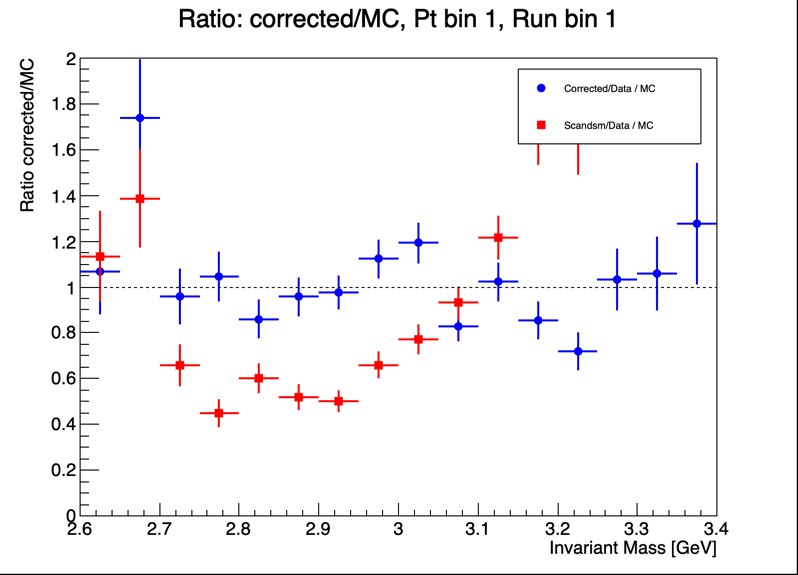 Ratio: corrected/MC, Pt bin 1, Run bin 1
Ratio corrected/MC
2
1.8
1.6
1.4
1.2
1
0.8
0.6
0.4
0.2
0
Corrected/Data / MC
Scandsm/Data / MC
2.6 2.7 2.8 2.9 3 3.1 3.2 3.3 3.4
Invariant Mass [GeV]